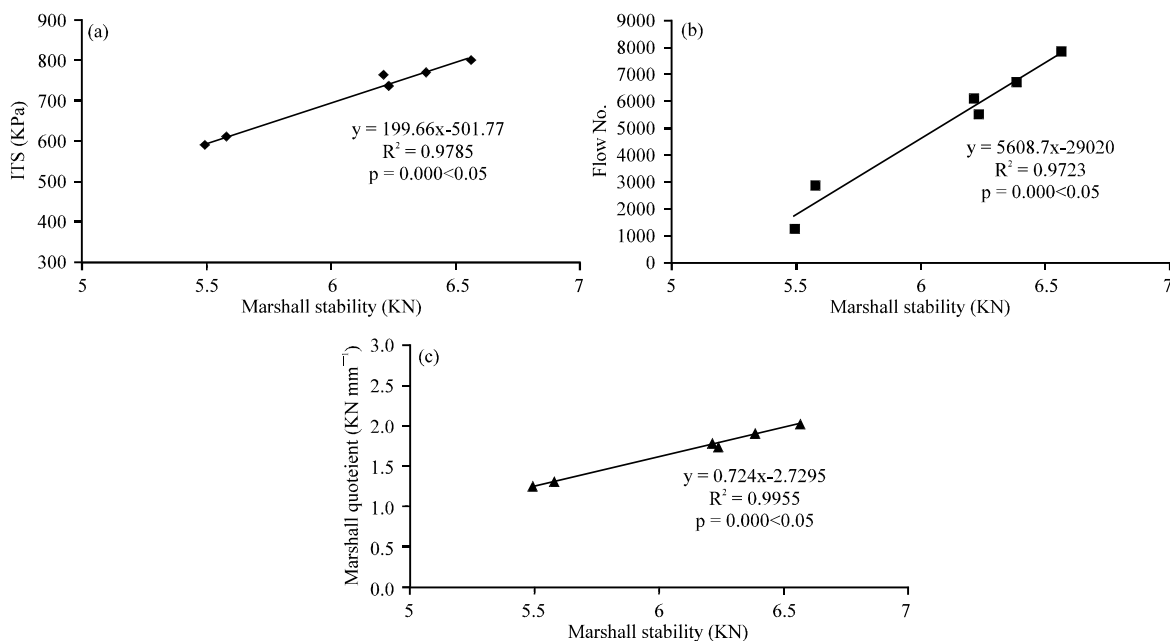 (a)
900
800
700
600
500
400
300
ITS (KPa)
y = 199.66x-501.77
R² = 0.9785
p = 0.000<0.05
5 5.5 6 6.5 7
Marshall stability (KN)
(b)
9000
8000
7000
6000
5000
4000
3000
2000
1000
0
Flow No.
y = 5608.7x-29020
R² = 0.9723
p = 0.000<0.05
5 5.5 6 6.5 7
Marshall stability (KN)
(c)
3.0
2.5
2.0
1.5
1.0
0.5
0.0
Marshall quoteient (KN mm⁻¹)
y = 0.724x-2.7295
R² = 0.9955
p = 0.000<0.05
5 5.5 6 6.5 7
Marshall stability (KN)